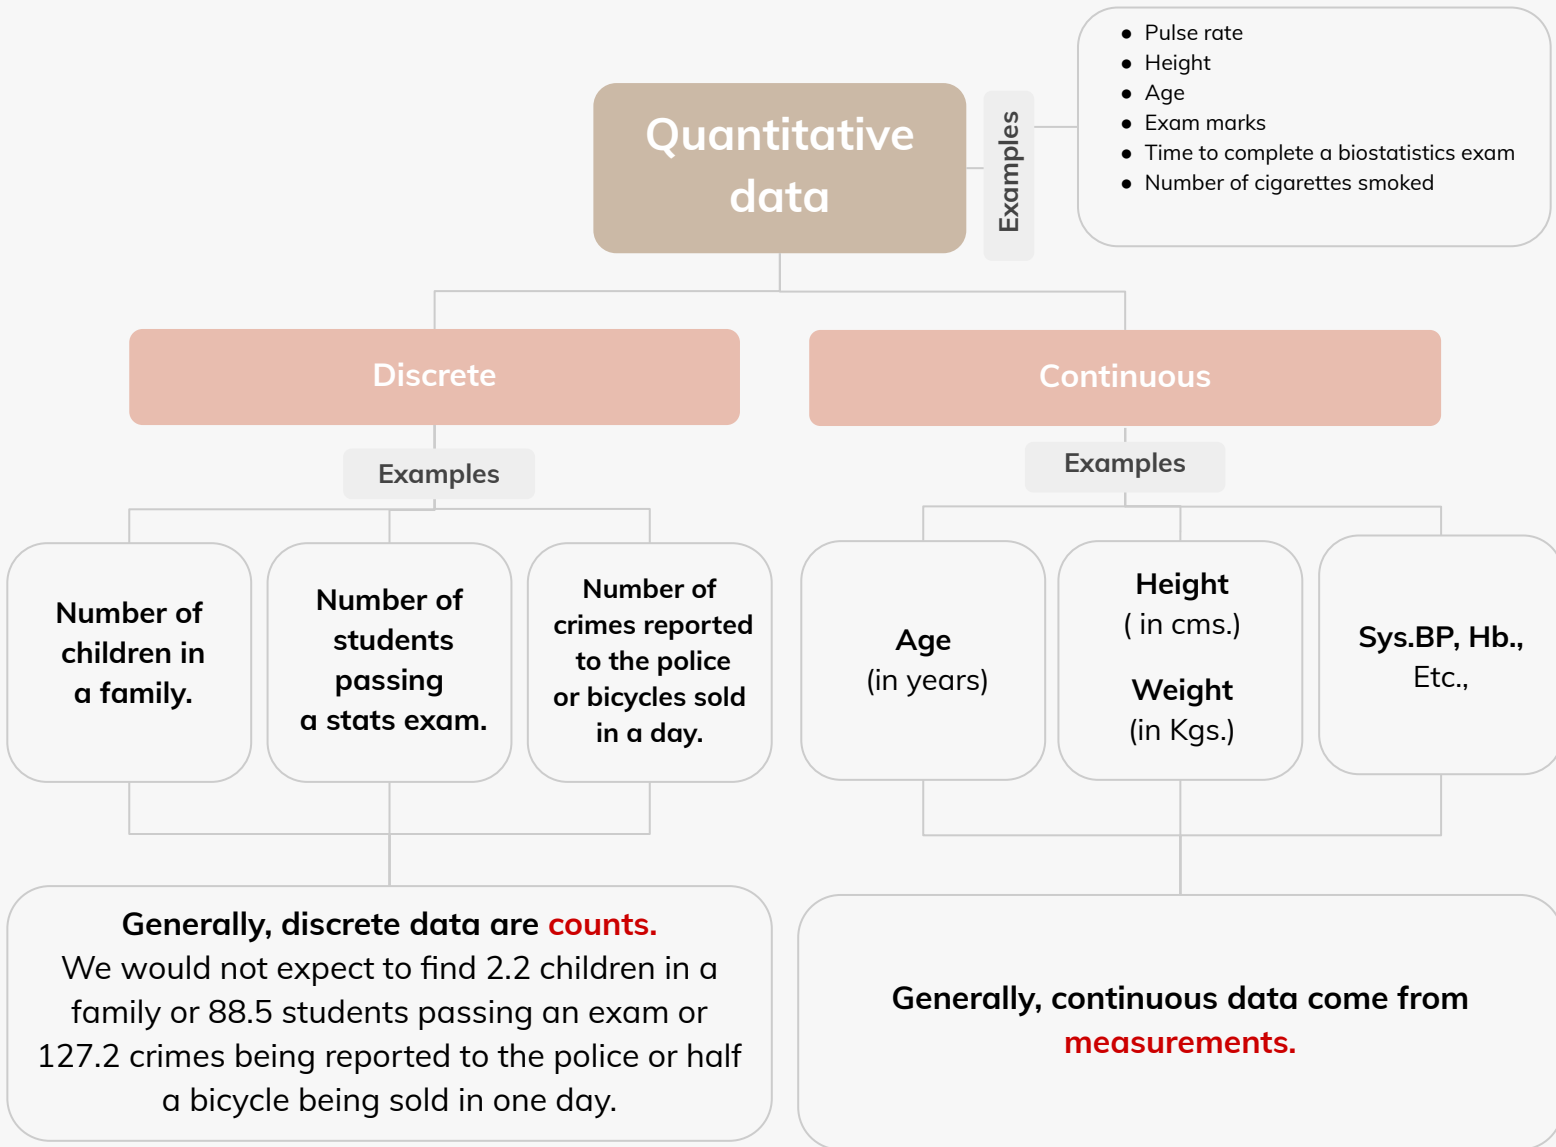 Quantitative
data
Examples
● Pulse rate
● Height
● Age
● Exam marks
● Time to complete a biostatistics exam
● Number of cigarettes smoked
Discrete
Examples
Number of
children in
a family.
Number of
students
passing
a stats exam.
Number of
crimes reported
to the police
or bicycles sold
in a day.
Generally, discrete data are counts.
We would not expect to find 2.2 children in a
family or 88.5 students passing an exam or
127.2 crimes being reported to the police or half
a bicycle being sold in one day.
Continuous
Examples
Age
(in years)
Height
( in cms.)
Weight
(in Kgs.)
Sys.BP, Hb.,
Etc.,
Generally, continuous data come from
measurements.